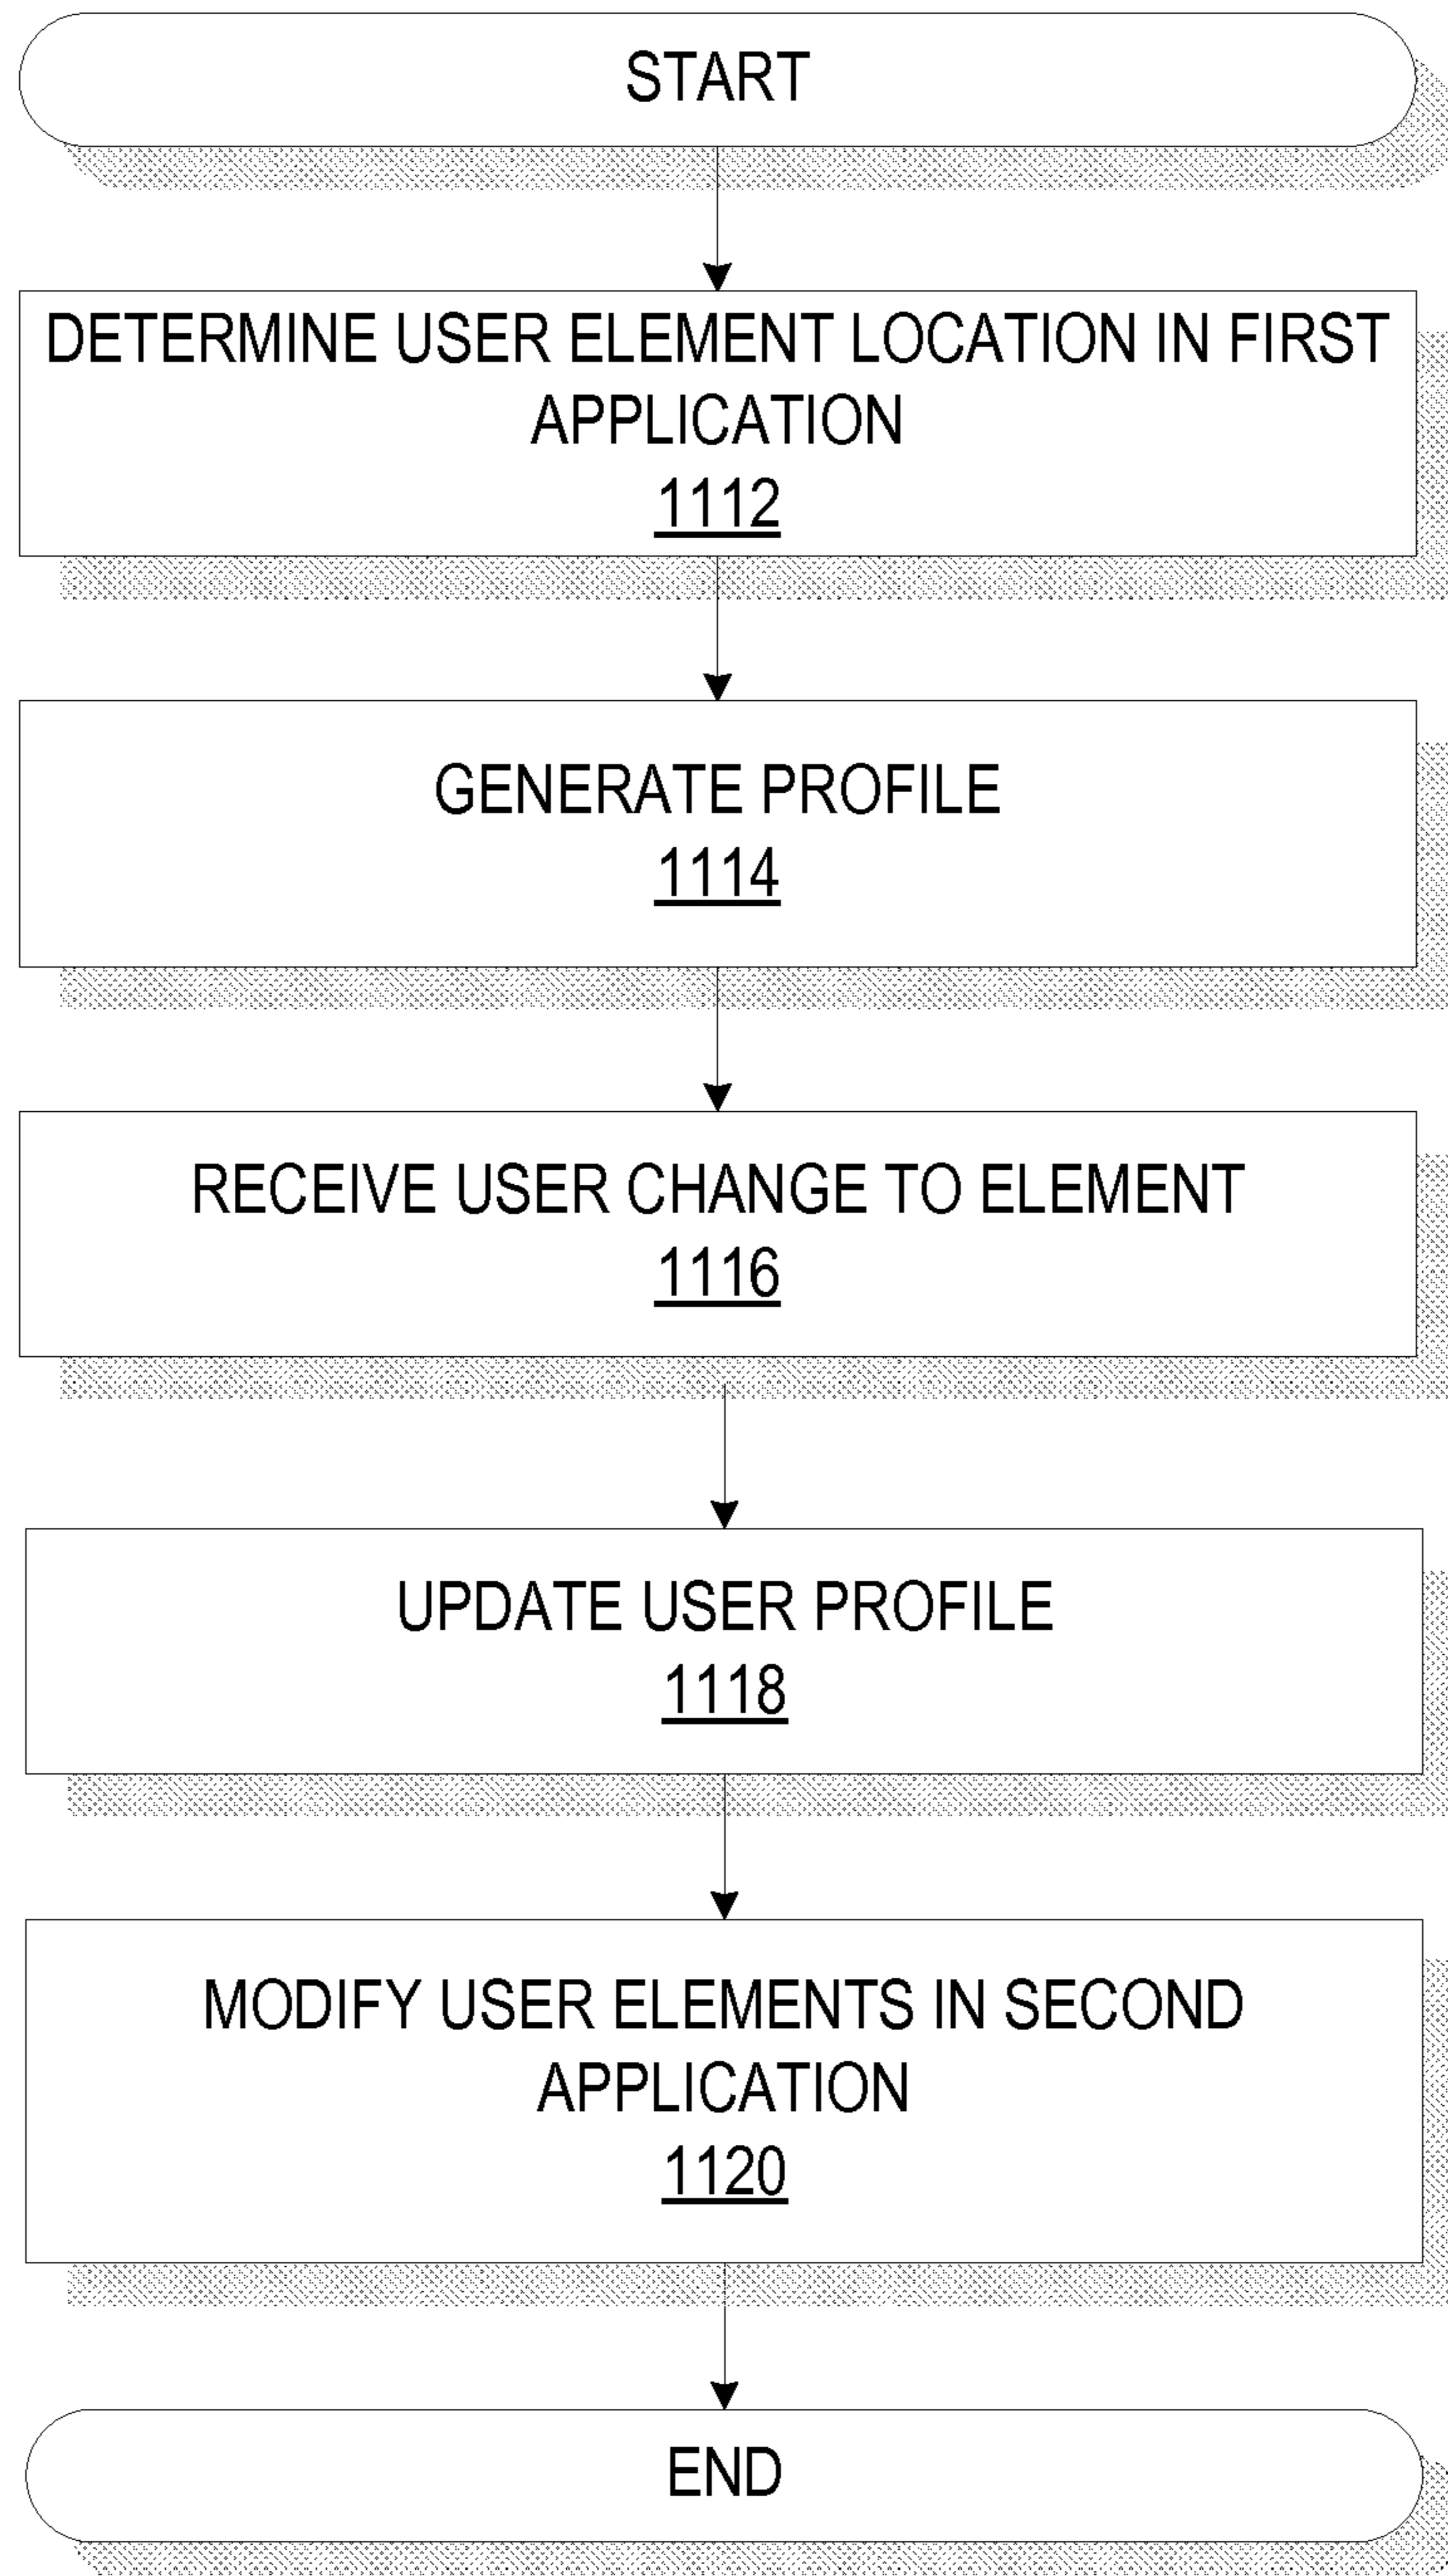 START
DETERMINE USER ELEMENT LOCATION IN FIRST
APPLICATION
1112
GENERATE PROFILE
1114
RECEIVE USER CHANGE TO ELEMENT
1116
UPDATE USER PROFILE
1118
MODIFY USER ELEMENTS IN SECOND
APPLICATION
1120
END